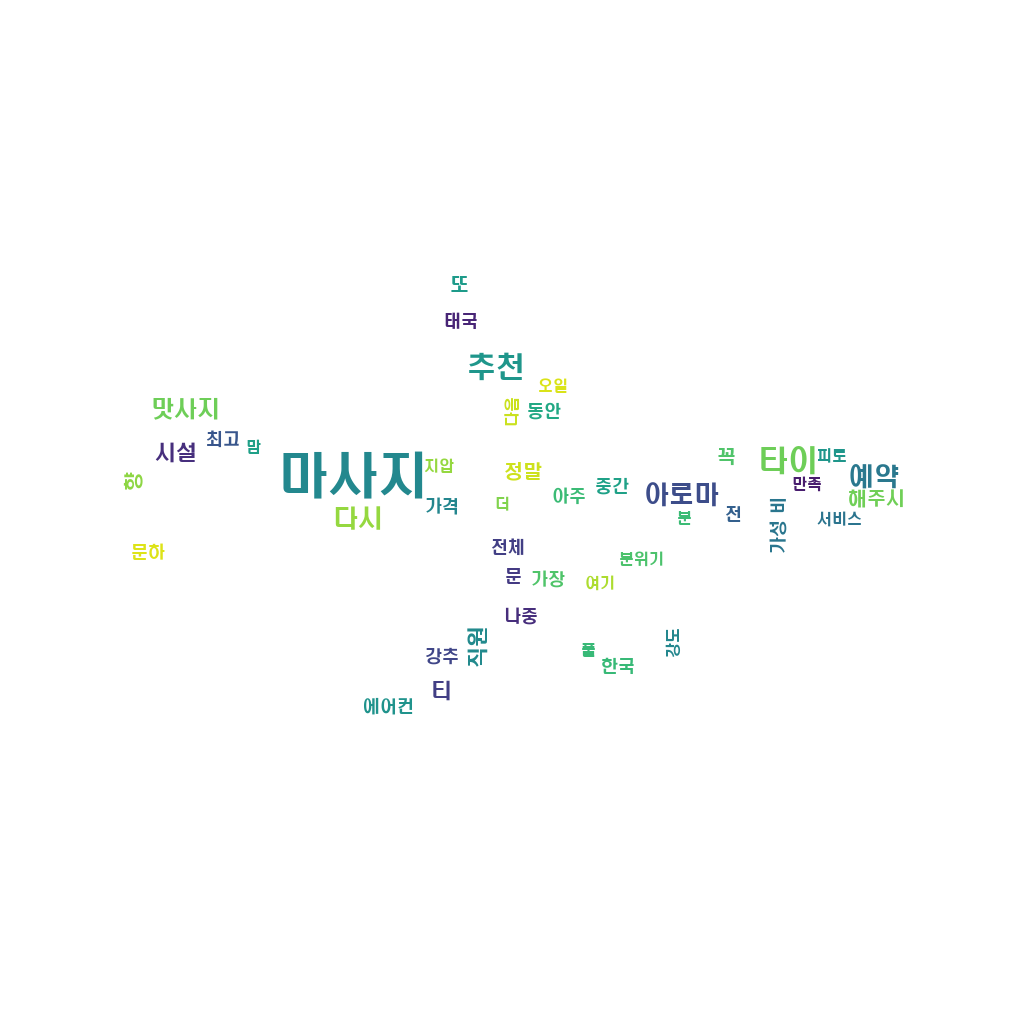 또
태국
추천
오일
맛사지
다음
동안
최고
시설
맘
마사지
지압
정말
꼭
타이
피로
향
예약
만족
중간
아주
아로마
해주시
가격
더
다시
분
전
가성 비
서비스
전체
문하
분위기
문
가장
여기
나중
직원
강도
강추
풀
한국
티
에어컨